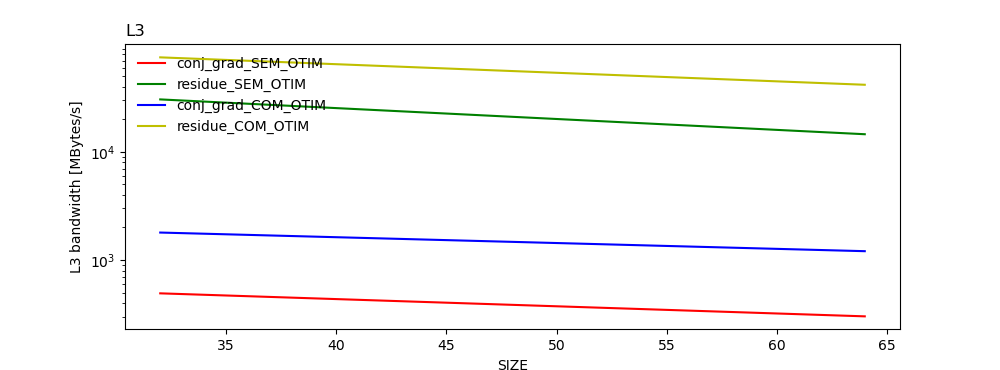 L3
conj_grad_SEM_OTIM
residue_SEM_OTIM
conj_grad_COM_OTIM
residue_COM_OTIM
L3 bandwidth [MBytes/s]
10^4
10^3
35 40 45 50 55 60 65
SIZE